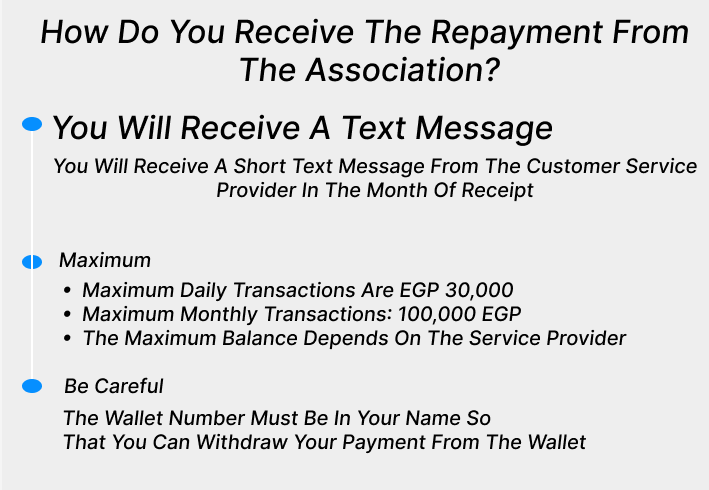 How Do You Receive The Repayment From
The Association?
You Will Receive A Text Message
You Will Receive A Short Text Message From The Customer Service
Provider In The Month Of Receipt
Maximum
• Maximum Daily Transactions Are EGP 30,000
• Maximum Monthly Transactions: 100,000 EGP
• The Maximum Balance Depends On The Service Provider
Be Careful
The Wallet Number Must Be In Your Name So
That You Can Withdraw Your Payment From The Wallet